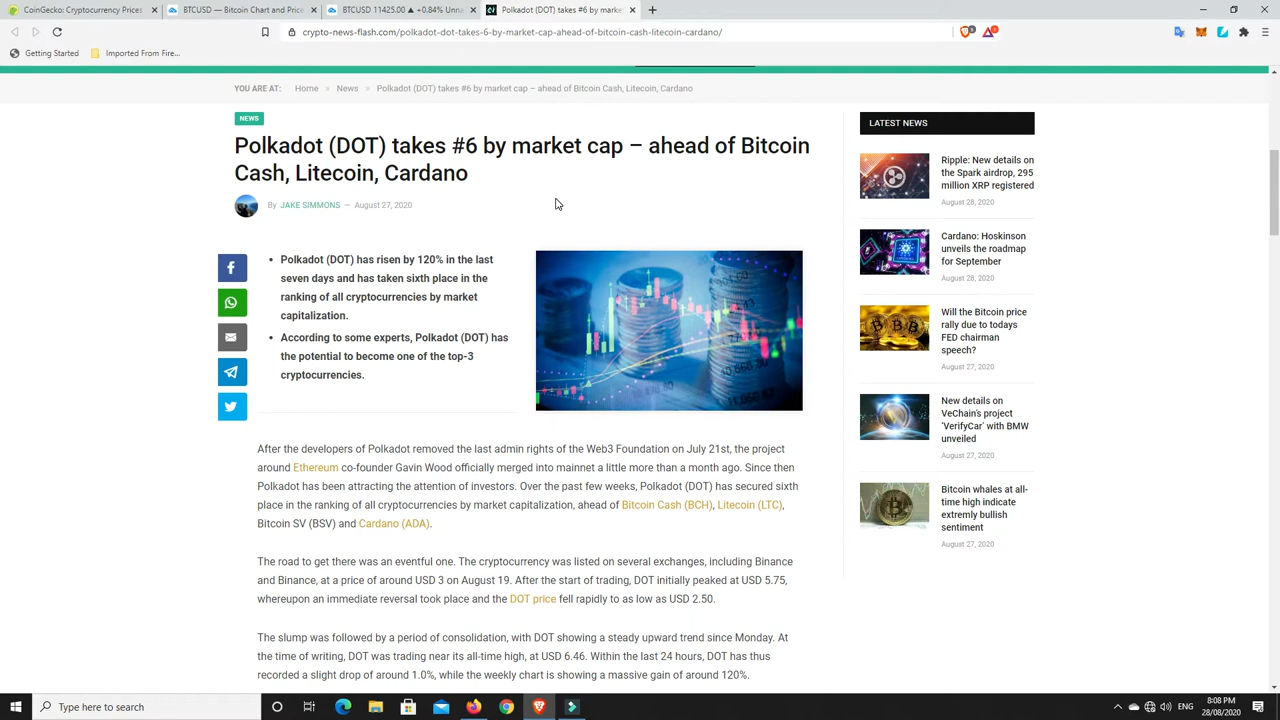 CoinGecko: Cryptocurrency Prices
BTCUSD — Bitcoin Chart and Price
BTCUSD 11425.00 ▲ +0.84% Unna
Polkadot (DOT) takes #6 by marke
crypto-news-flash.com/polkadot-dot-takes-6-by-market-cap-ahead-of-bitcoin-cash-litecoin-cardano/
Getting Started
Imported From Fire...
YOU ARE AT: Home » News » Polkadot (DOT) takes #6 by market cap – ahead of Bitcoin Cash, Litecoin, Cardano
NEWS
Polkadot (DOT) takes #6 by market cap – ahead of Bitcoin
Cash, Litecoin, Cardano
By JAKE SIMMONS — August 27, 2020
• Polkadot (DOT) has risen by 120% in the last
seven days and has taken sixth place in the
ranking of all cryptocurrencies by market
capitalization.
• According to some experts, Polkadot (DOT) has
the potential to become one of the top-3
cryptocurrencies.
After the developers of Polkadot removed the last admin rights of the Web3 Foundation on July 21st, the project
around Ethereum co-founder Gavin Wood officially merged into mainnet a little more than a month ago. Since then
Polkadot has been attracting the attention of investors. Over the past few weeks, Polkadot (DOT) has secured sixth
place in the ranking of all cryptocurrencies by market capitalization, ahead of Bitcoin Cash (BCH), Litecoin (LTC),
Bitcoin SV (BSV) and Cardano (ADA).
The road to get there was an eventful one. The cryptocurrency was listed on several exchanges, including Binance
and Binance, at a price of around USD 3 on August 19. After the start of trading, DOT initially peaked at USD 5.75,
whereupon an immediate reversal took place and the DOT price fell rapidly to as low as USD 2.50.
The slump was followed by a period of consolidation, with DOT showing a steady upward trend since Monday. At
the time of writing, DOT was trading near its all-time high, at USD 6.46. Within the last 24 hours, DOT has thus
recorded a slight drop of around 1.0%, while the weekly chart is showing a massive gain of around 120%.
LATEST NEWS
Ripple: New details on
the Spark airdrop, 295
million XRP registered
August 28, 2020
Cardano: Hoskinson
unveils the roadmap
for September
August 28, 2020
Will the Bitcoin price
rally due to todays
FED chairman
speech?
August 27, 2020
New details on
VeChain's project
'VerifyCar' with BMW
unveiled
August 27, 2020
Bitcoin whales at all-
time high indicate
extremly bullish
sentiment
August 27, 2020
Type here to search
ENG
8:08 PM
28/08/2020